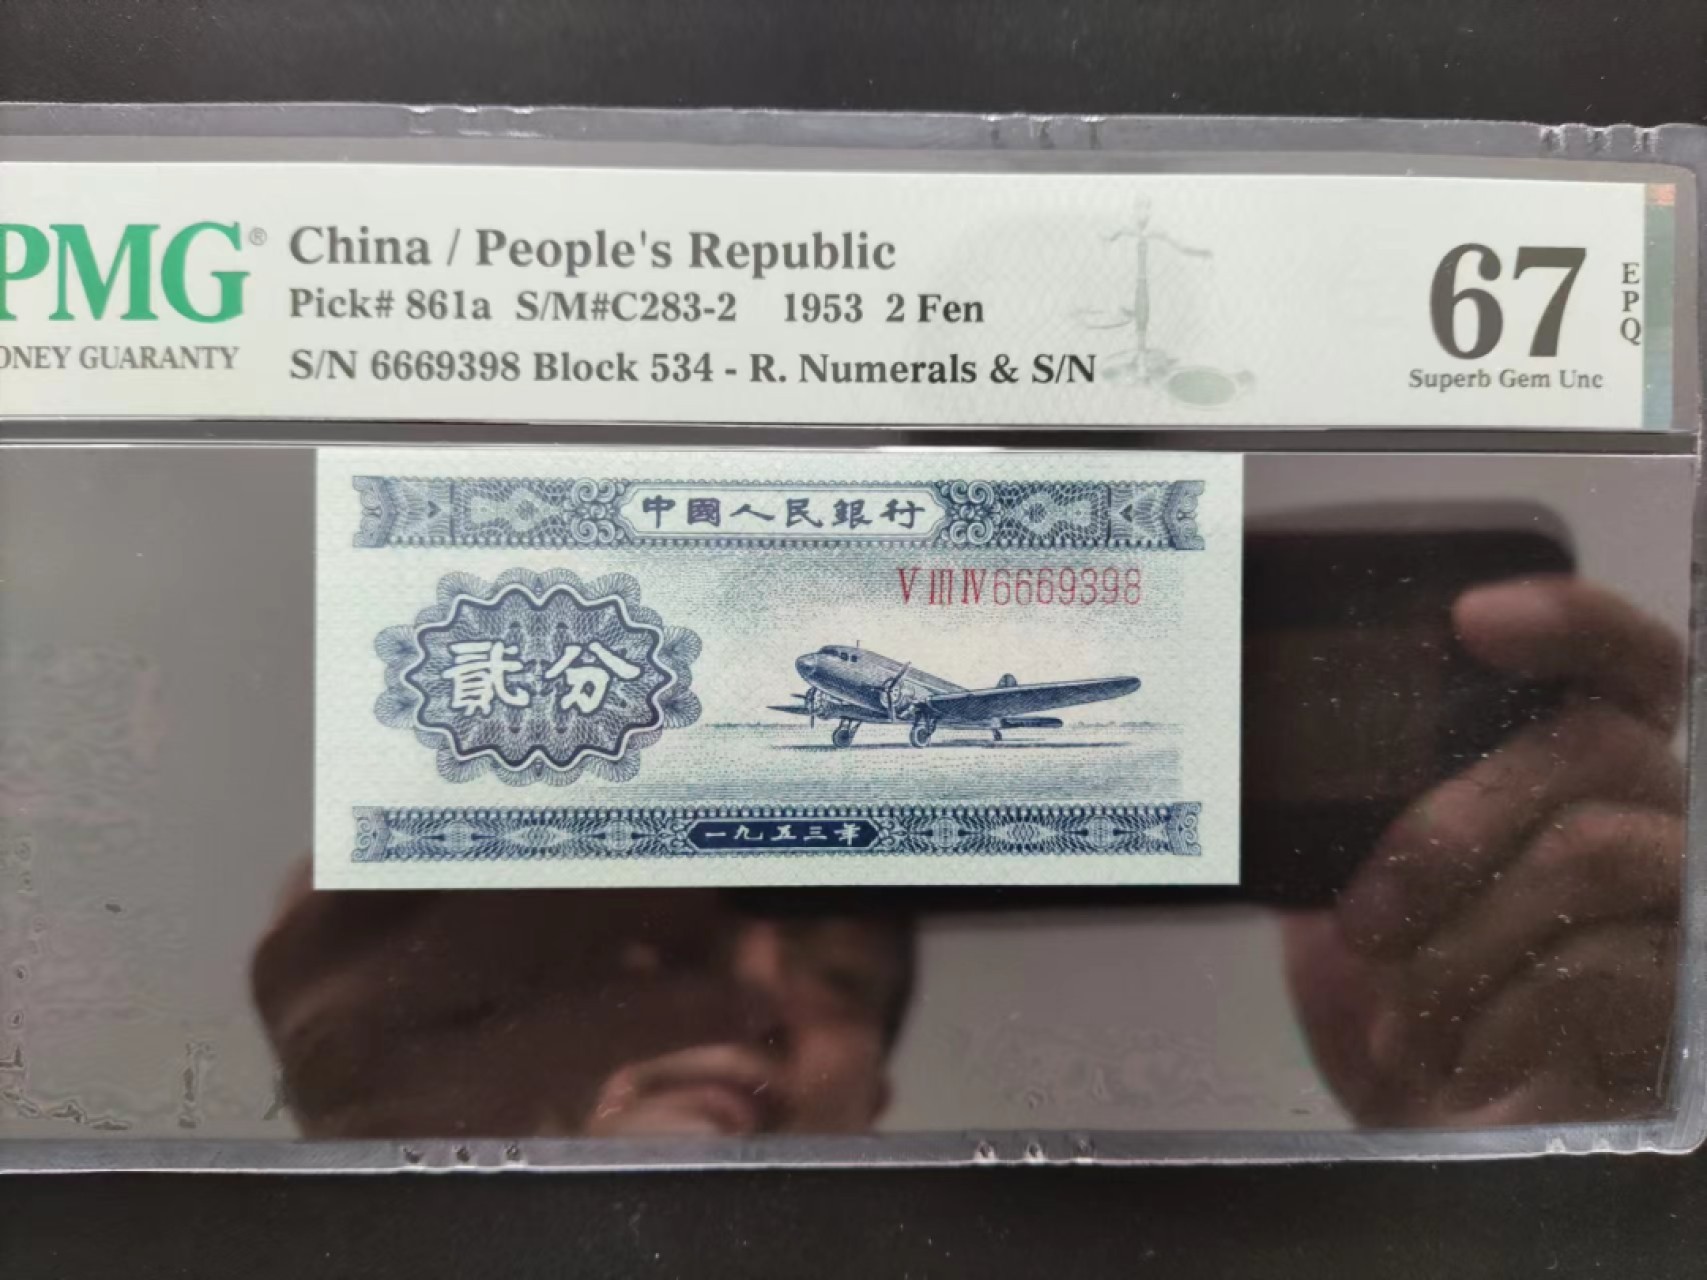 PMG®
China / People's Republic
Pick# 861a S/M#C283-2 1953 2 Fen
S/N 6669398 Block 534 - R. Numerals & S/N
ONEY GUARANTY
67
EPQ
Superb Gem Unc
中國人民銀行
V III IV 6669398
貳分
一九五三年